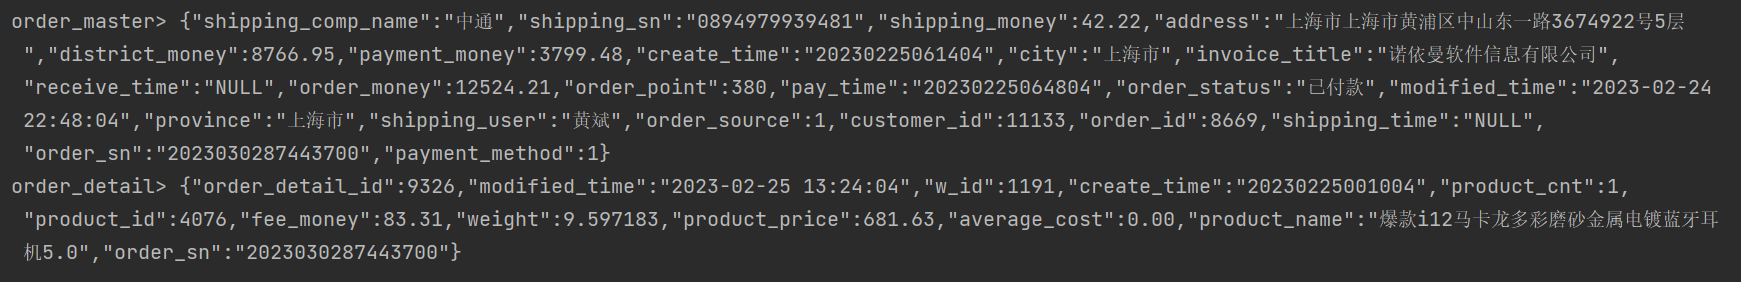 order_master> {"shipping_comp_name":"中通","shipping_sn":"0894979939481","shipping_money":42.22,"address":"上海市上海市黄浦区中山东一路3674922号5层
","district_money":8766.95,"payment_money":3799.48,"create_time":"20230225061404","city":"上海市","invoice_title":"诺依曼软件信息有限公司",
"receive_time":"NULL","order_money":12524.21,"order_point":380,"pay_time":"20230225064804","order_status":"已付款","modified_time":"2023-02-24
22:48:04","province":"上海市","shipping_user":"黄斌","order_source":1,"customer_id":11133,"order_id":8669,"shipping_time":"NULL",
"order_sn":"2023030287443700","payment_method":1}
order_detail> {"order_detail_id":9326,"modified_time":"2023-02-25 13:24:04","w_id":1191,"create_time":"20230225001004","product_cnt":1,
"product_id":4076,"fee_money":83.31,"weight":9.597183,"product_price":681.63,"average_cost":0.00,"product_name":"爆款i12马卡龙多彩磨砂金属电镀蓝牙耳
机5.0","order_sn":"2023030287443700"}